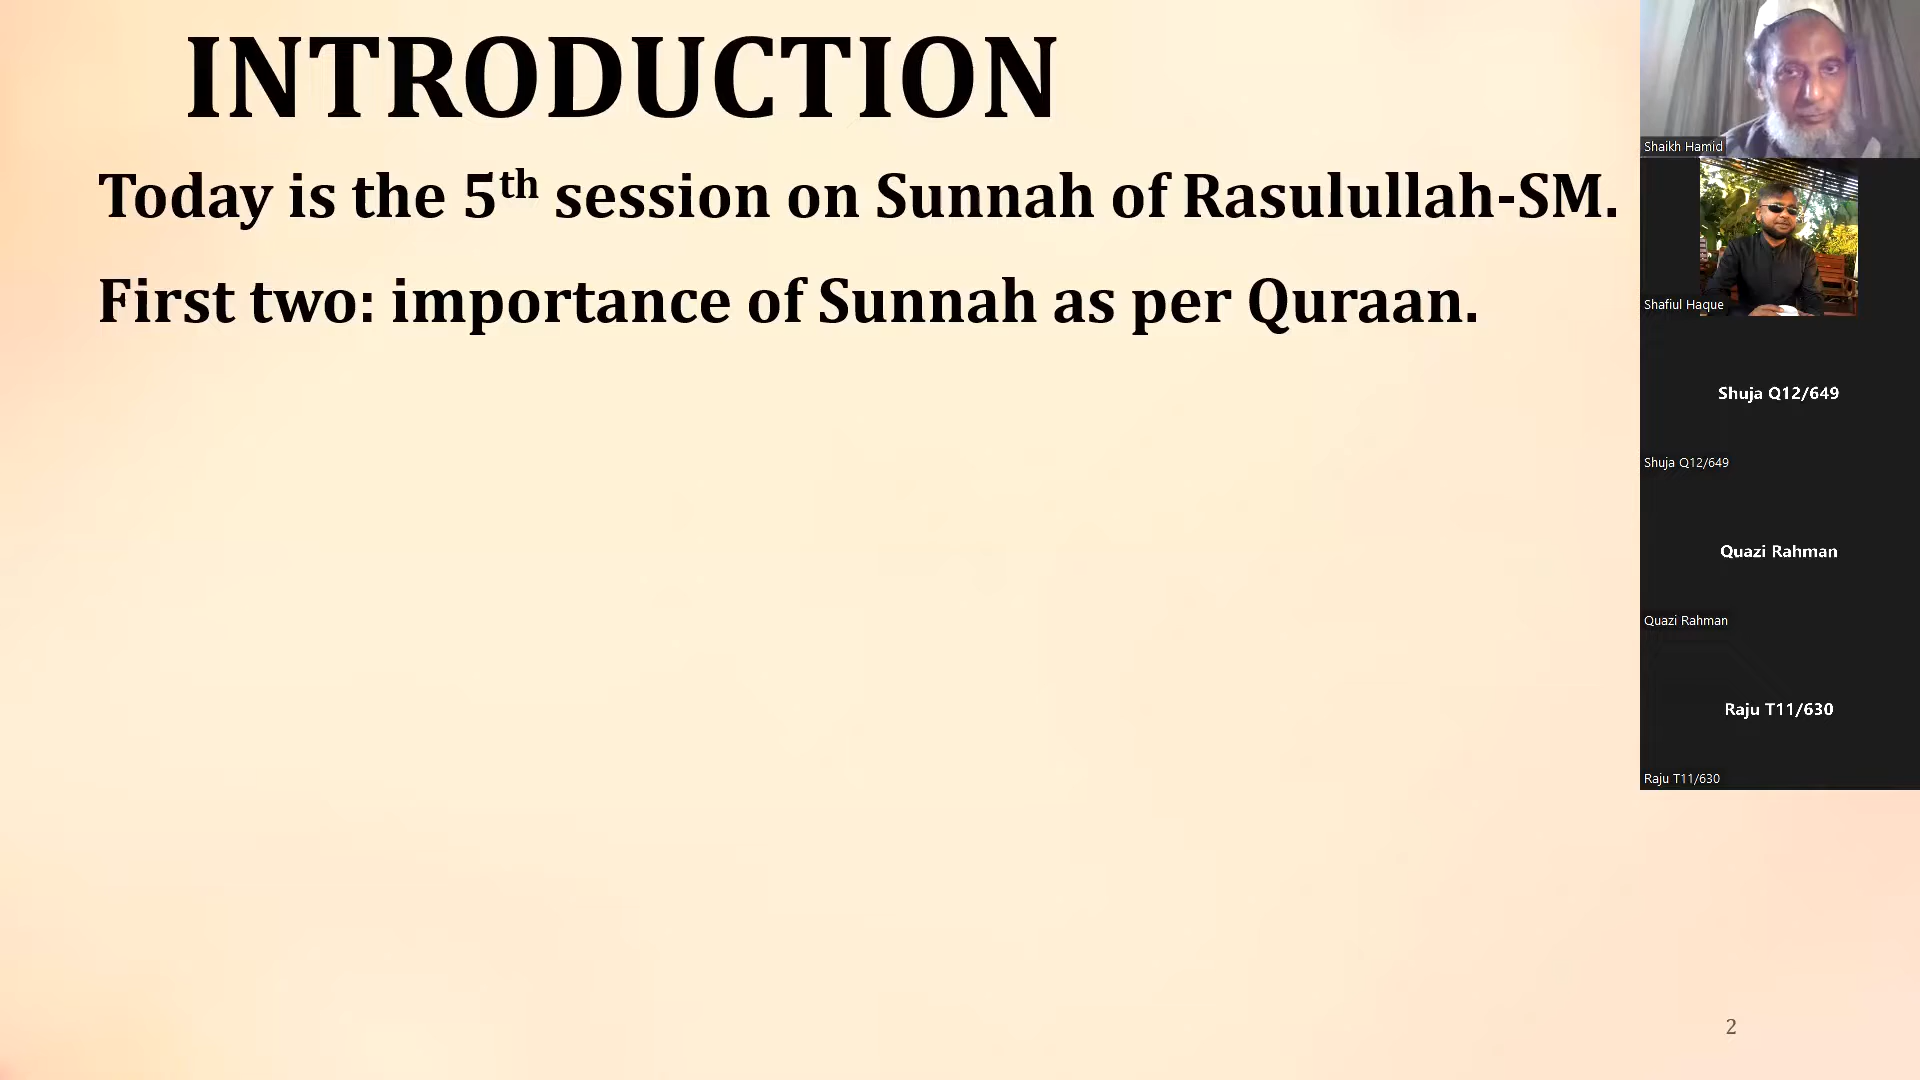 INTRODUCTION
Today is the 5th session on Sunnah of Rasulullah-SM.
First two: importance of Sunnah as per Quraan.
2
Shaikh Hamid
Shafiul Haque
Shuja Q12/649
Shuja Q12/649
Quazi Rahman
Quazi Rahman
Raju T11/630
Raju T11/630